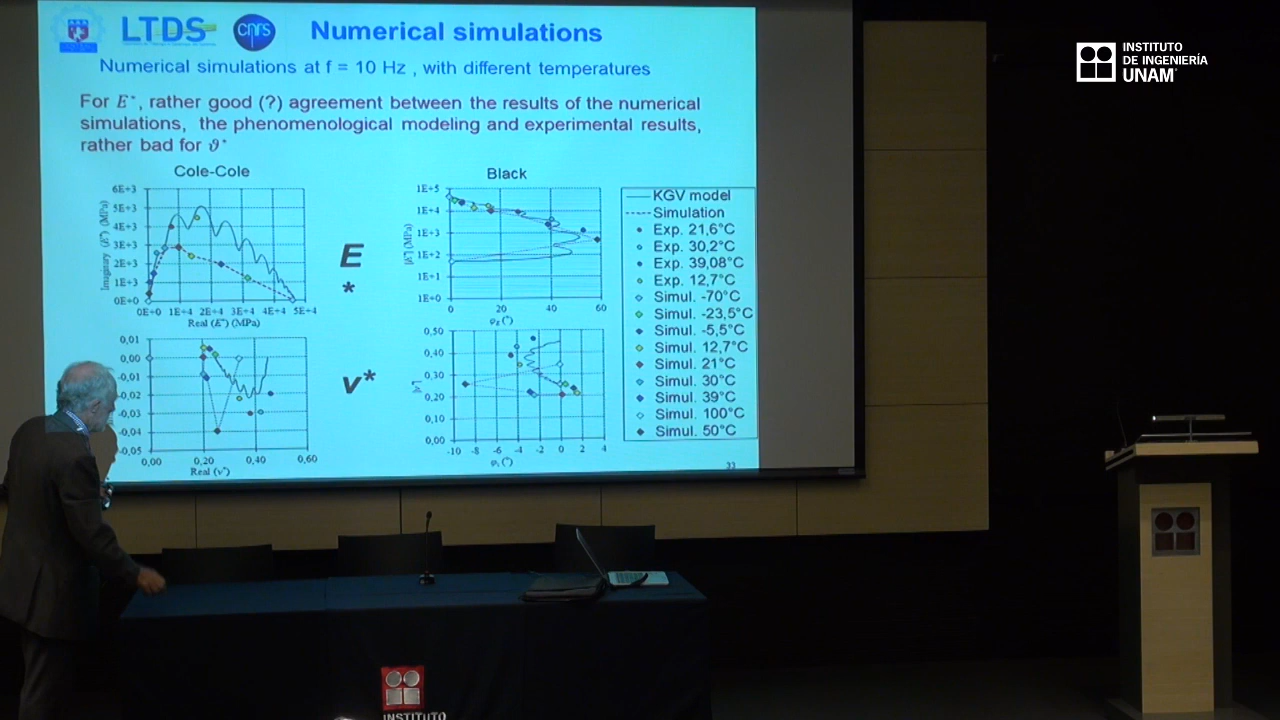 LTDS
cnrs
Numerical simulations
Numerical simulations at f = 10 Hz , with different temperatures
For E*, rather good (?) agreement between the results of the numerical
simulations, the phenomenological modeling and experimental results,
rather bad for ϑ*
Cole-Cole
6E+3
5E+3
4E+3
3E+3
2E+3
1E+3
0E+0
Imaginary (E*) (MPa)
0E+0 1E+4 2E+4 3E+4 4E+4 5E+4
Real (E*) (MPa)
E
*
Black
1E+5
1E+4
1E+3
1E+2
1E+1
1E+0
|E*| (MPa)
0 20 40 60
φE(°)
0,01
0,00
-0,01
-0,02
-0,03
-0,04
-0,05
0,00 0,20 0,40 0,60
Real (ν*)
ν*
0,50
0,40
0,30
0,20
0,10
0,00
|ν*|
-10 -8 -6 -4 -2 0 2 4
KGV model
Simulation
Exp. 21,6°C
Exp. 30,2°C
Exp. 39,08°C
Exp. 12,7°C
Simul. -70°C
Simul. -23,5°C
Simul. -5,5°C
Simul. 12,7°C
Simul. 21°C
Simul. 30°C
Simul. 39°C
Simul. 100°C
Simul. 50°C
33
INSTITUTO
DE INGENIERÍA
UNAM
INSTITUTO